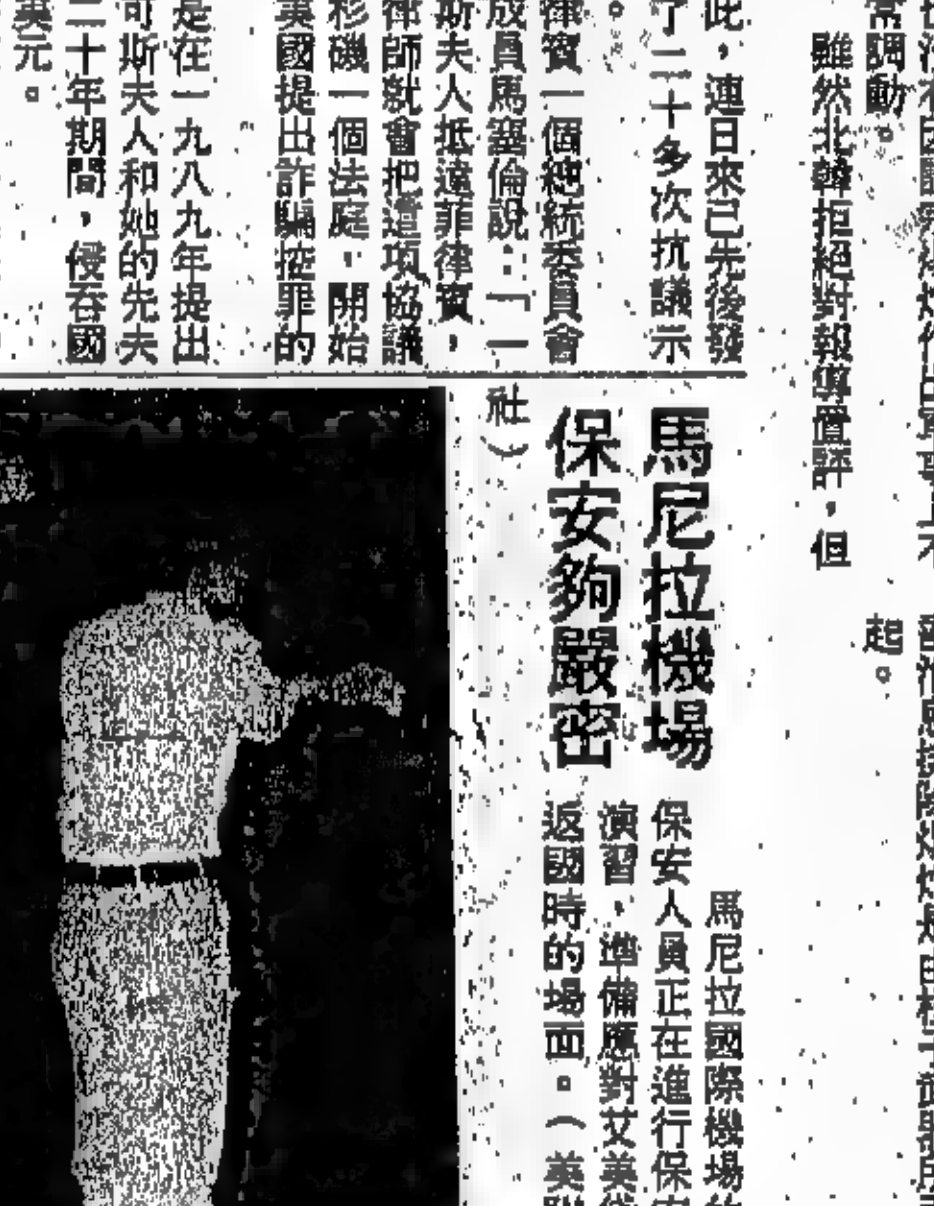 常調動。
雖然北韓拒絕對報導置評，但
起。
此，連日來已先後發
了二十多次抗議示
。
律賓一個總統委員會
成員馬塞倫說：「一
斯夫人抵達菲律賓，
律師就會把這項協議
杉磯一個法庭，開始
美國提出詐騙控罪的
是在一九八九年提出
可斯夫人和她的先夫
二十年期間，侵吞國
美元。
馬尼拉機場
保安夠嚴密
馬尼拉國際機場的
保安人員正在進行保安
演習，準備應對艾美黛
返國時的場面。（美聯
社）